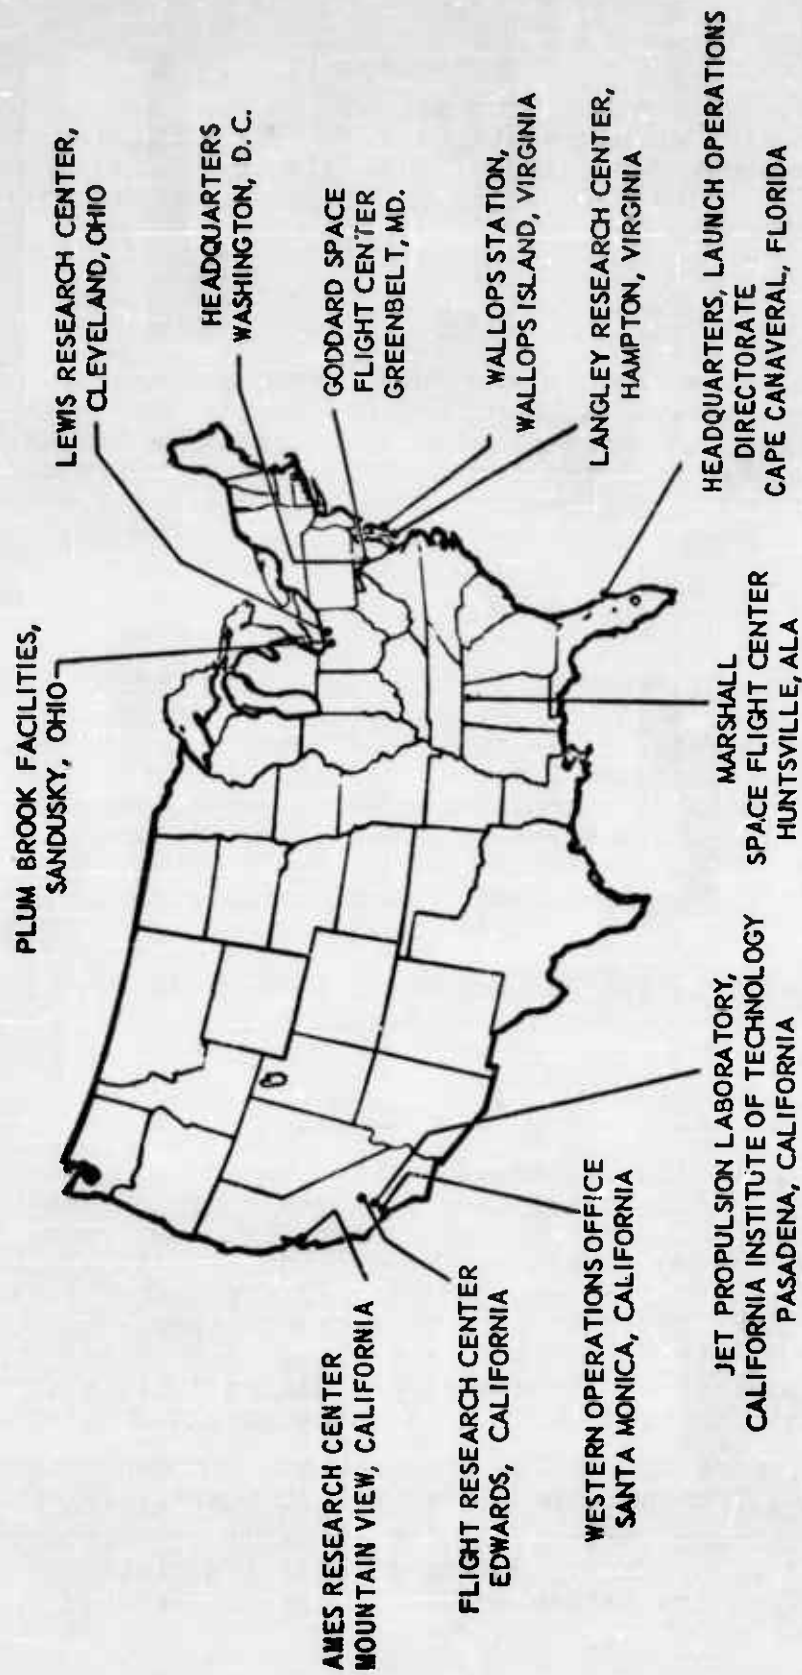 PLUM BROOK FACILITIES,
SANDUSKY, OHIO
LEWIS RESEARCH CENTER,
CLEVELAND, OHIO
HEADQUARTERS
WASHINGTON, D.C.
GODDARD SPACE
FLIGHT CENTER
GREENBELT, MD.
WALLOPS STATION,
WALLOPS ISLAND, VIRGINIA
LANGLEY RESEARCH CENTER,
HAMPTON, VIRGINIA
HEADQUARTERS, LAUNCH OPERATIONS
DIRECTORATE
CAPE CANAVERAL, FLORIDA
MARSHALL
SPACE FLIGHT CENTER
HUNTSVILLE, ALA
JET PROPULSION LABORATORY,
CALIFORNIA INSTITUTE OF TECHNOLOGY
PASADENA, CALIFORNIA
WESTERN OPERATIONS OFFICE
SANTA MONICA, CALIFORNIA
FLIGHT RESEARCH CENTER
EDWARDS, CALIFORNIA
AMES RESEARCH CENTER
MOUNTAIN VIEW, CALIFORNIA